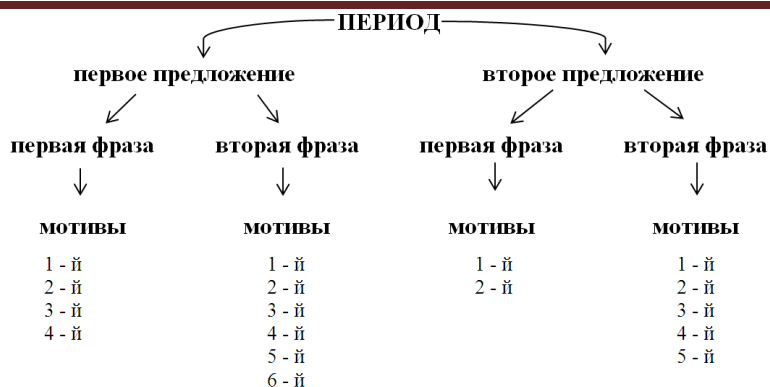 ПЕРИОД
первое предложение второе предложение
первая фраза вторая фраза первая фраза вторая фраза
мотивы мотивы мотивы мотивы
1 - й 1 - й 1 - й 1 - й
2 - й 2 - й 2 - й 2 - й
3 - й 3 - й 3 - й
4 - й 4 - й 4 - й
5 - й 5 - й
6 - й